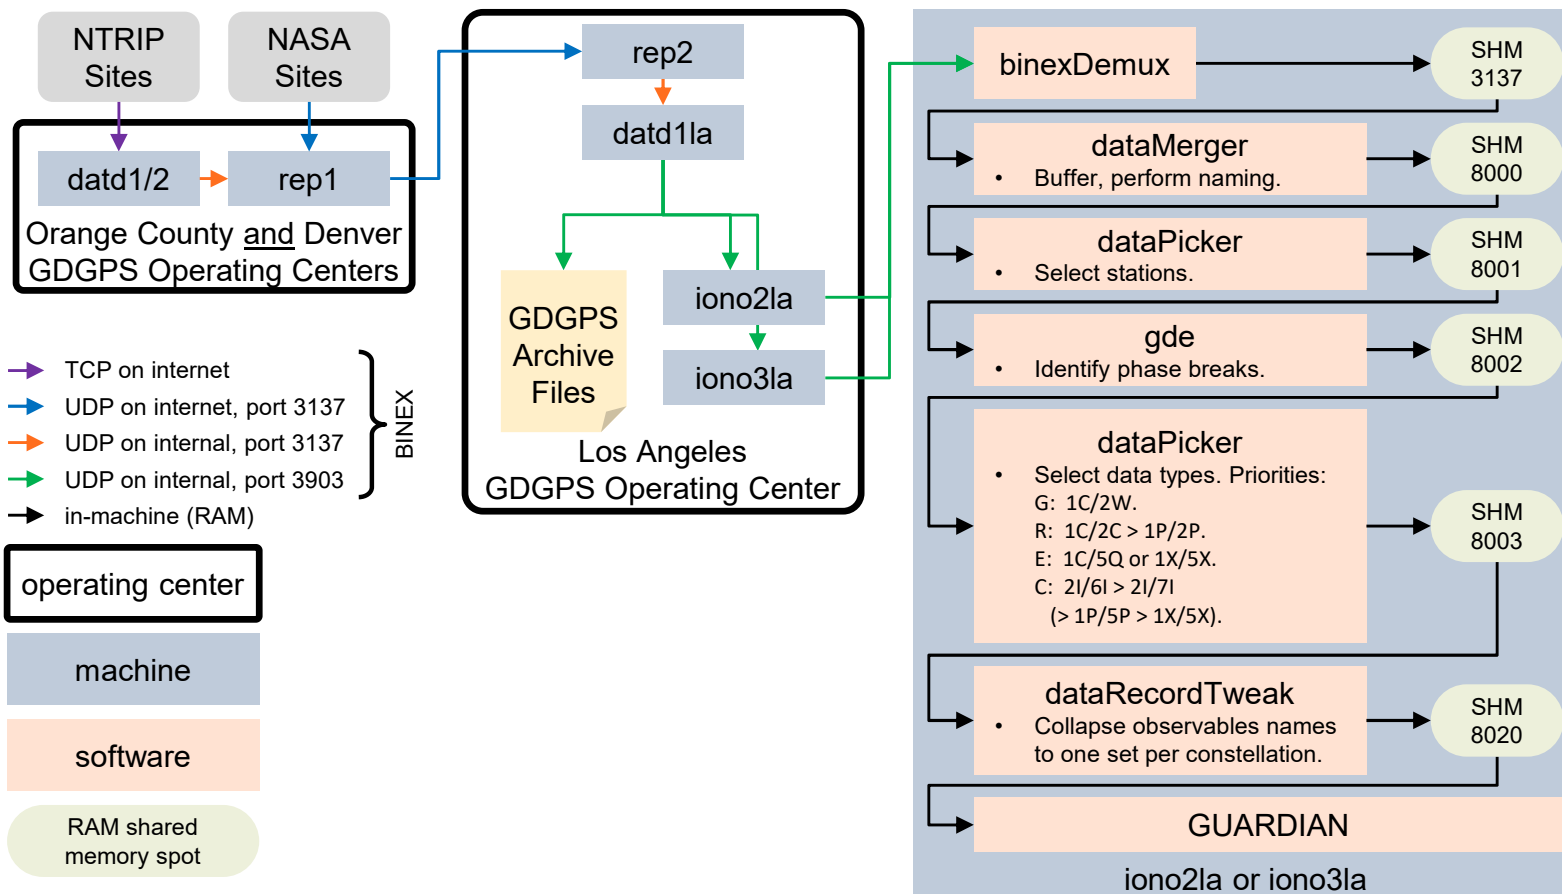 NTRIP
Sites
NASA
Sites
datd1/2
rep1
Orange County and Denver
GDGPS Operating Centers
TCP on internet
UDP on internet, port 3137
UDP on internal, port 3137
UDP on internal, port 3903
in-machine (RAM)
BINEX
operating center
machine
software
RAM shared
memory spot
rep2
datd1la
GDGPS
Archive
Files
iono2la
iono3la
Los Angeles
GDGPS Operating Center
binexDemux
SHM
3137
dataMerger
• Buffer, perform naming.
SHM
8000
dataPicker
• Select stations.
SHM
8001
gde
• Identify phase breaks.
SHM
8002
dataPicker
• Select data types. Priorities:
G: 1C/2W.
R: 1C/2C > 1P/2P.
E: 1C/5Q or 1X/5X.
C: 2I/6I > 2I/7I
(> 1P/5P > 1X/5X).
SHM
8003
dataRecordTweak
• Collapse observables names
to one set per constellation.
SHM
8020
GUARDIAN
iono2la or iono3la